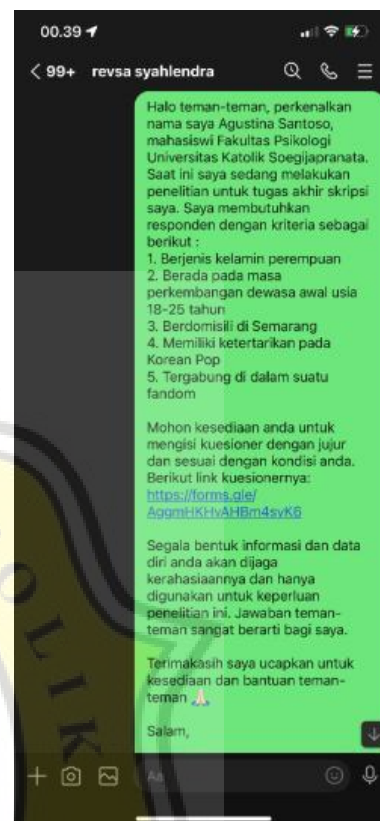 00.39
99+ revsa syahlendra
Halo teman-teman, perkenalkan
nama saya Agustina Santoso,
mahasiswi Fakultas Psikologi
Universitas Katolik Soegijapranata.
Saat ini saya sedang melakukan
penelitian untuk tugas akhir skripsi
saya. Saya membutuhkan
responden dengan kriteria sebagai
berikut :
1. Berjenis kelamin perempuan
2. Berada pada masa
perkembangan dewasa awal usia
18-25 tahun
3. Berdomisili di Semarang
4. Memiliki ketertarikan pada
Korean Pop
5. Tergabung di dalam suatu
fandom
Mohon kesediaan anda untuk
mengisi kuesioner dengan jujur
dan sesuai dengan kondisi anda.
Berikut link kuesionernya:
https://forms.gle/
Segala bentuk informasi dan data
diri anda akan dijaga
kerahasiaannya dan hanya
digunakan untuk keperluan
penelitian ini. Jawaban teman-
teman sangat berarti bagi saya.
Terimakasih saya ucapkan untuk
kesediaan dan bantuan teman-
teman 🙏🏻
Salam,
Aa
O L I K